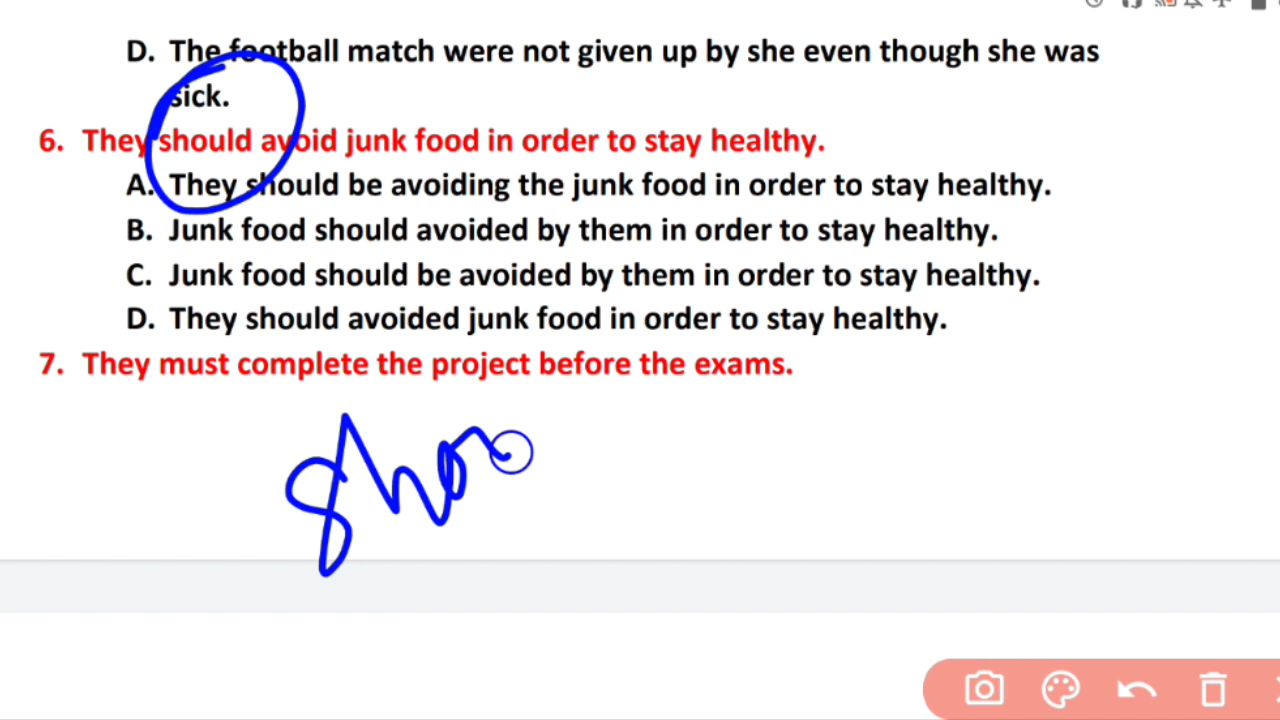 D. The football match were not given up by she even though she was
sick.
6. They should avoid junk food in order to stay healthy.
A. They should be avoiding the junk food in order to stay healthy.
B. Junk food should avoided by them in order to stay healthy.
C. Junk food should be avoided by them in order to stay healthy.
D. They should avoided junk food in order to stay healthy.
7. They must complete the project before the exams.
Sho